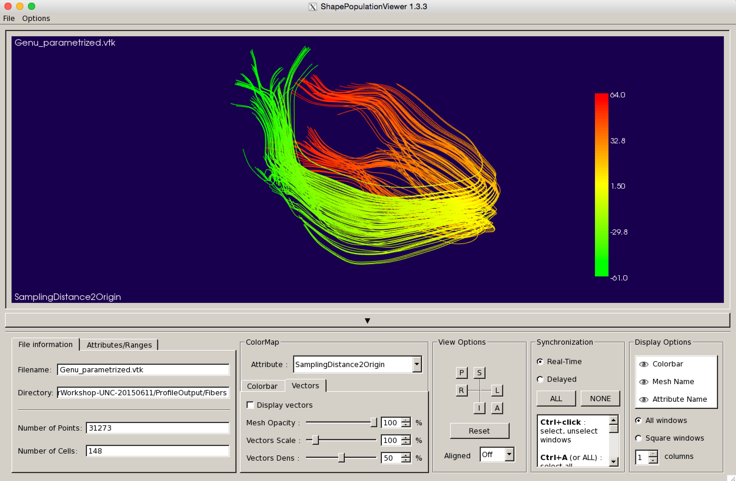 ShapePopulationViewer 1.3.3
File Options
Genu_parametrized.vtk
64.0
32.8
1.50
-29.8
-61.0
SamplingDistance2Origin
▼
File information Attributes/Ranges
Filename: Genu_parametrized.vtk
Directory: rWorkshop-UNC-20150611/ProfileOutput/Fibers
Number of Points: 31273
Number of Cells: 148
ColorMap
Attribute : SamplingDistance2Origin
Colorbar Vectors
Display vectors
Mesh Opacity : 100 %
Vectors Scale : 100 %
Vectors Dens : 50 %
View Options
P S
R L
I A
Reset
Aligned Off
Synchronization
Real-Time
Delayed
ALL NONE
Ctrl+click :
select, unselect
windows
Ctrl+A (or ALL) :
select all
Display Options
Colorbar
Mesh Name
Attribute Name
All windows
Square windows
1 columns